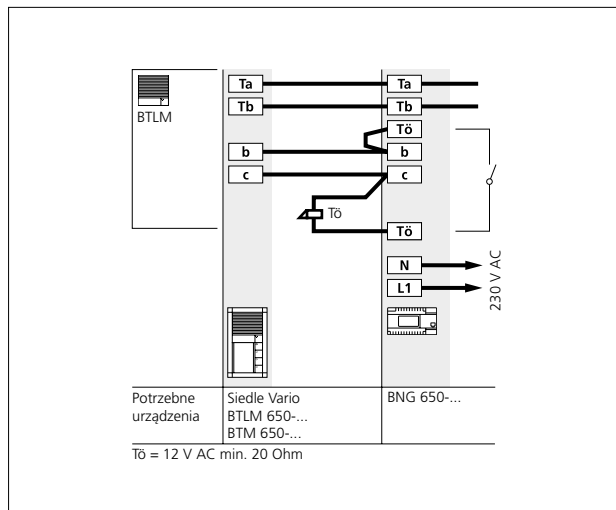 BTLM
Ta
Ta
Tb
Tb
Tö
b
b
c
c
Tö
Tö
N
L1
230 V AC
Potrzebne
urządzenia
Siedle Vario
BTLM 650-...
BTM 650-...
BNG 650-...
Tö = 12 V AC min. 20 Ohm